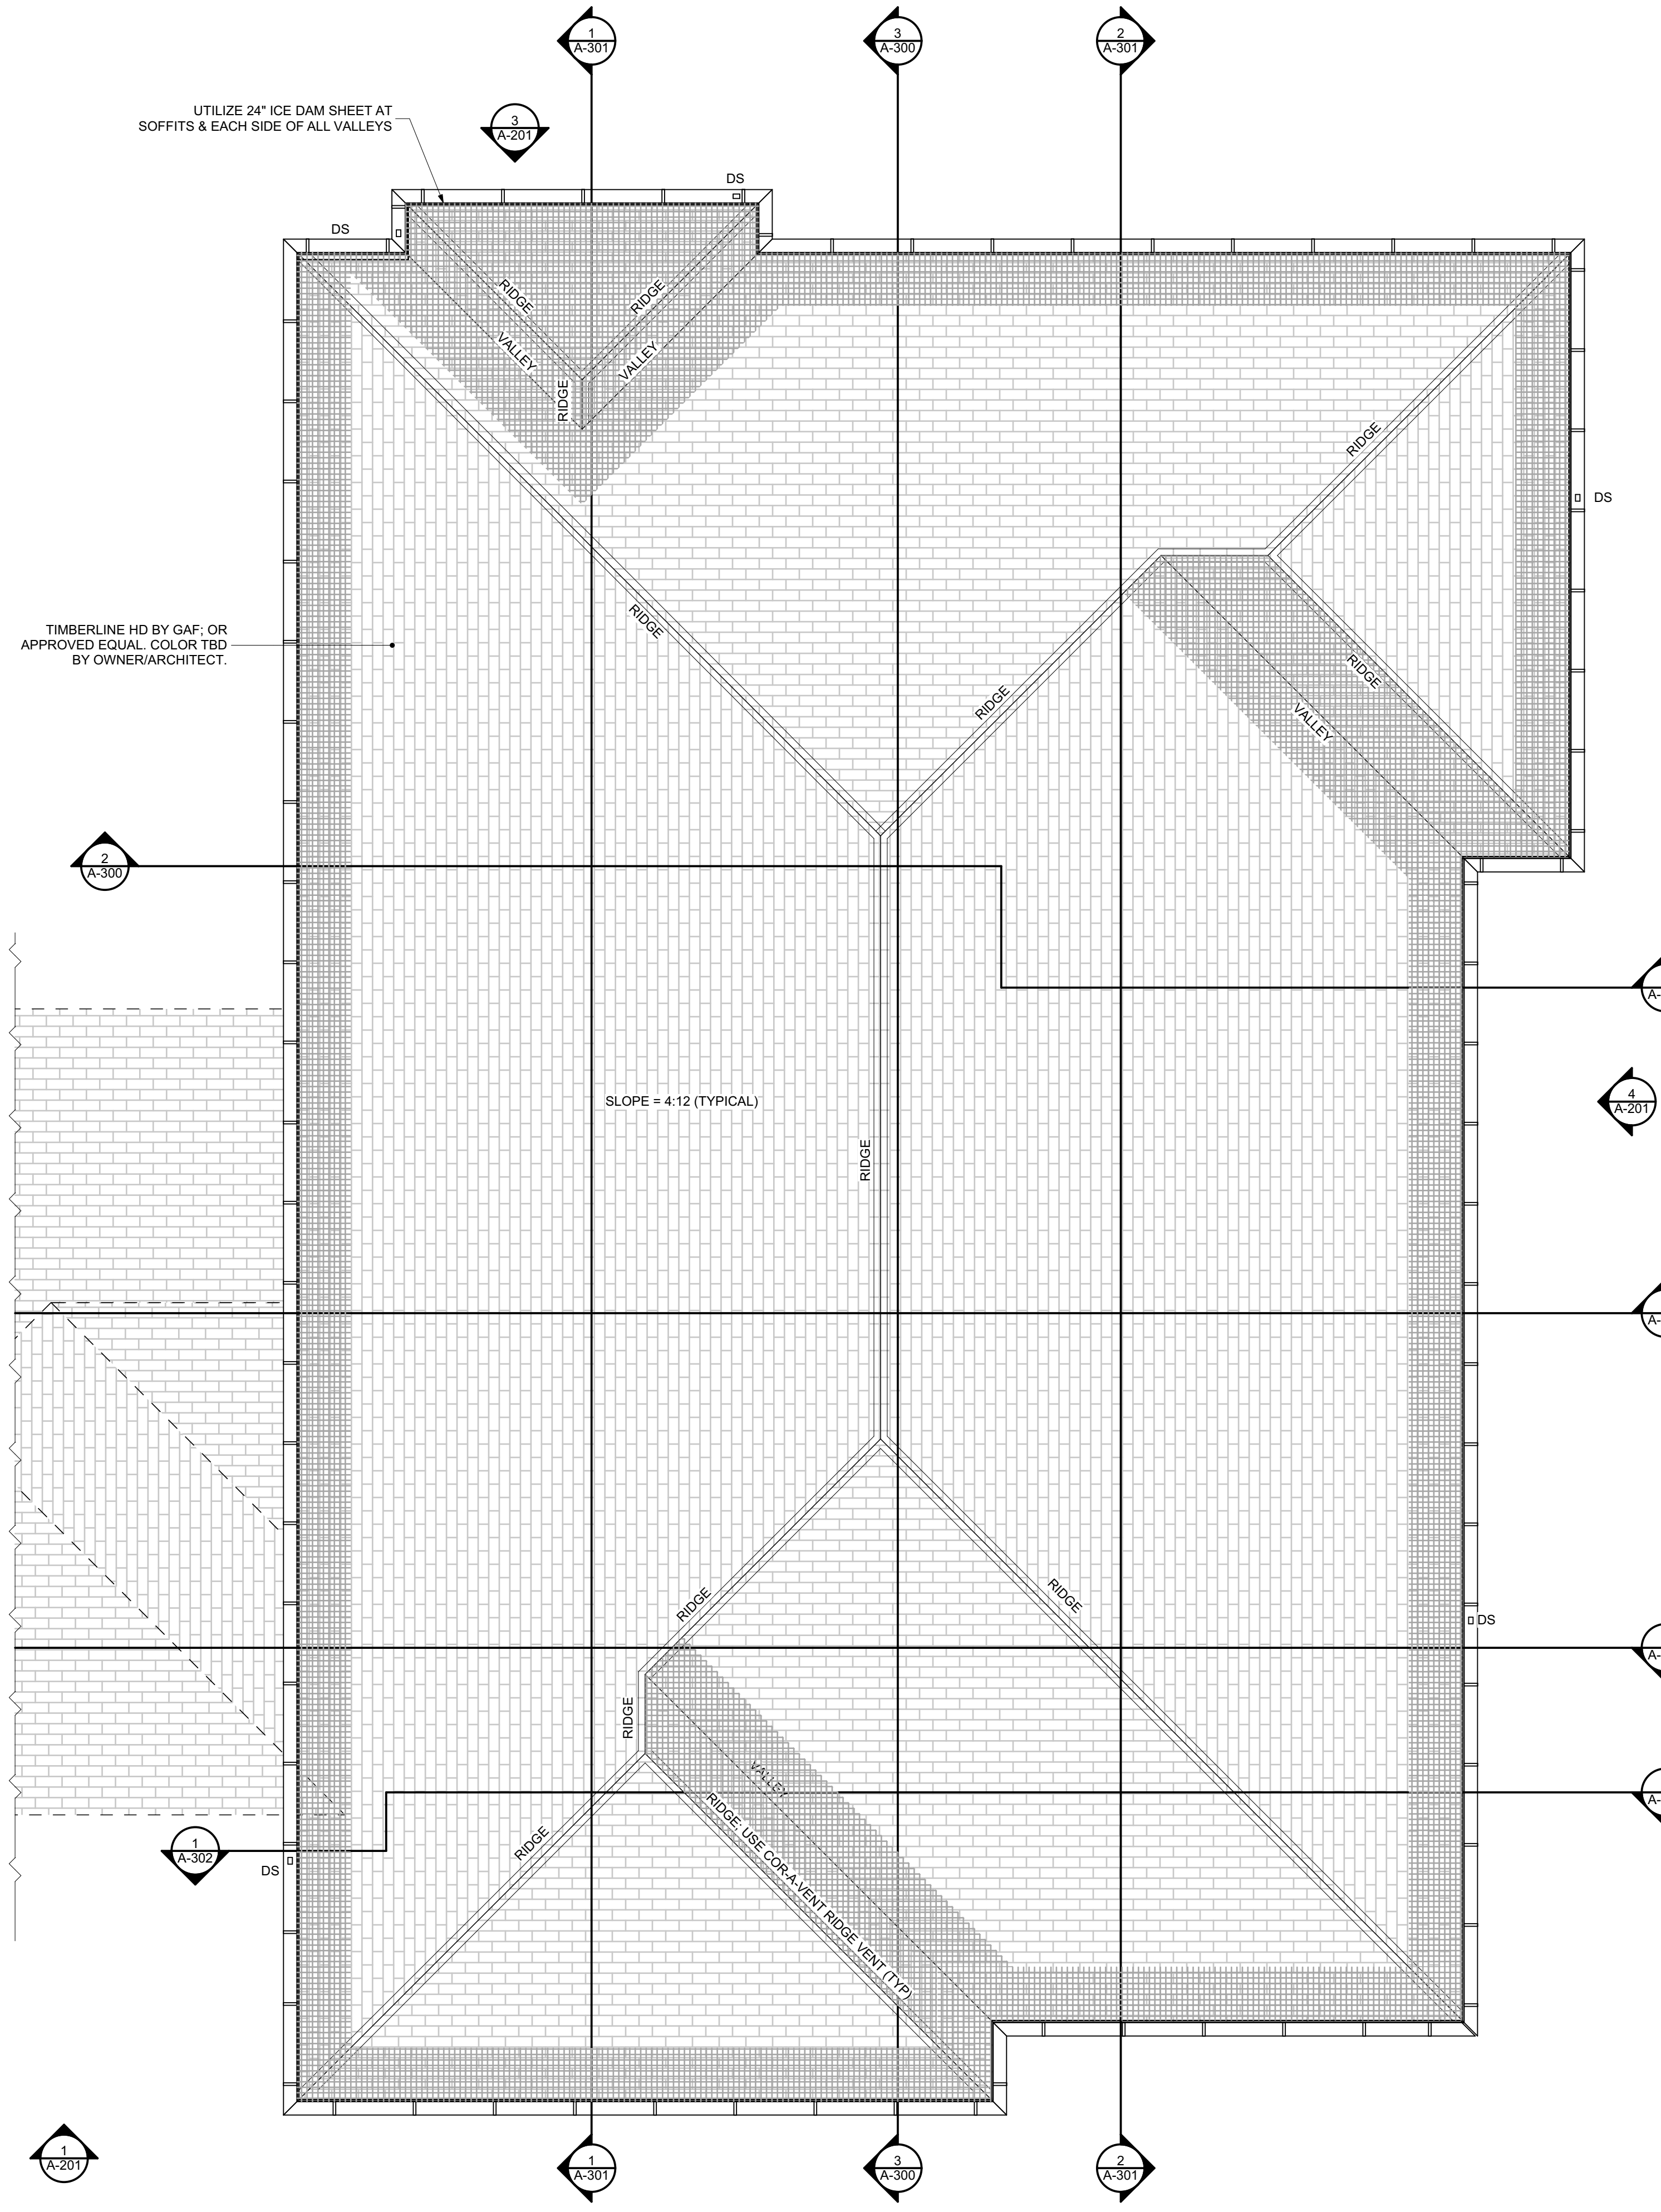 1
A-301
3
A-300
2
A-301
UTILIZE 24" ICE DAM SHEET AT
SOFFITS & EACH SIDE OF ALL VALLEYS
3
A-201
DS
DS
RIDGE
RIDGE
VALLEY
VALLEY
RIDGE
RIDGE
DS
TIMBERLINE HD BY GAF; OR
APPROVED EQUAL. COLOR TBD
BY OWNER/ARCHITECT.
RIDGE
RIDGE
RIDGE
VALLEY
2
A-300
A-
4
A-201
SLOPE = 4:12 (TYPICAL)
RIDGE
A-
RIDGE
RIDGE
DS
A-
RIDGE
VALLEY
A-
RIDGE; USE COR-A-VENT RIDGE VENT (TYP)
RIDGE
1
A-302
DS
1
A-201
1
A-301
3
A-300
2
A-301